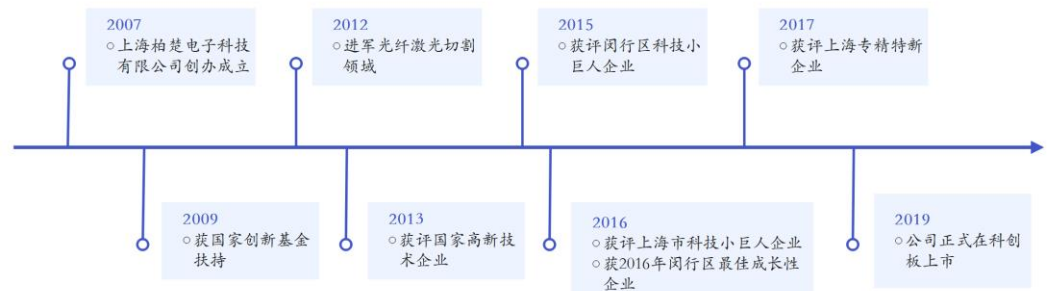 2007
○上海柏楚电子科技
有限公司创办成立
2009
○获国家创新基金
扶持
2012
○进军光纤激光切割
领域
2013
○获评国家高新技
术企业
2015
○获评闵行区科技小
巨人企业
2016
○获评上海市科技小巨人企业
○获2016年闵行区最佳成长性
企业
2017
○获评上海专精特新
企业
2019
○公司正式在科创
板上市